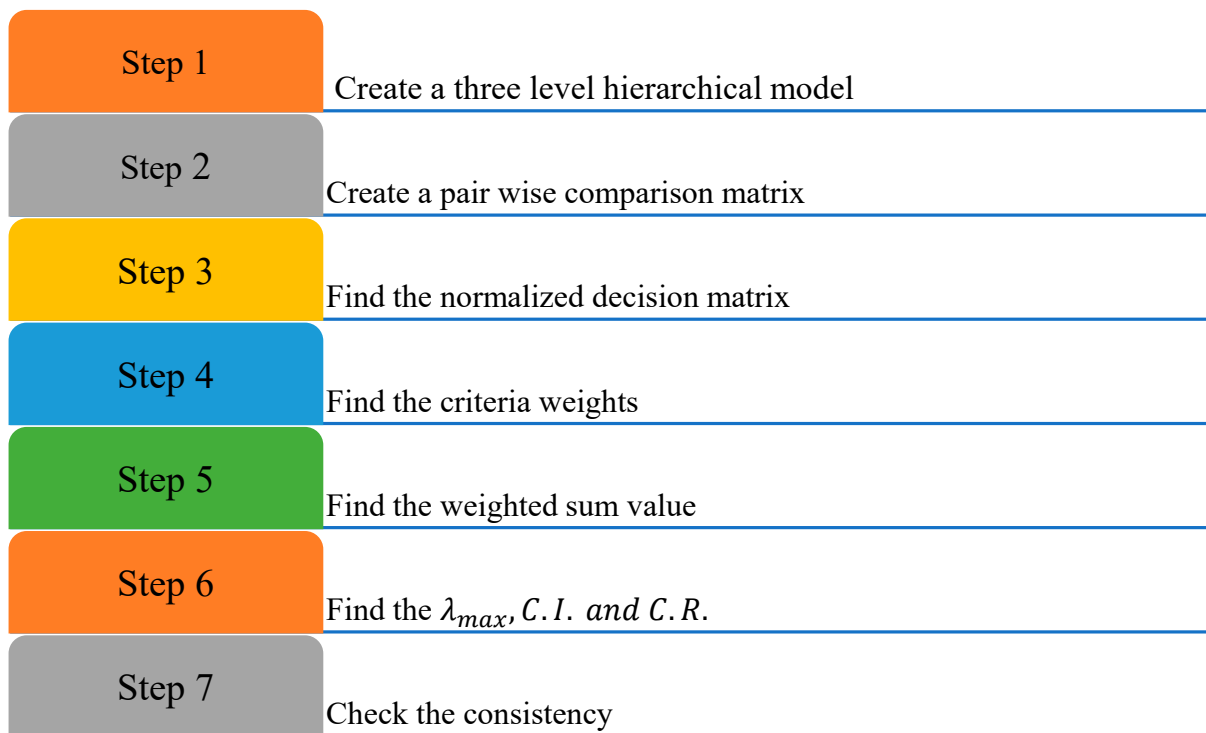 Step 1
Create a three level hierarchical model
Step 2
Create a pair wise comparison matrix
Step 3
Find the normalized decision matrix
Step 4
Find the criteria weights
Step 5
Find the weighted sum value
Step 6
Find the λmax, C.I. and C.R.
Step 7
Check the consistency